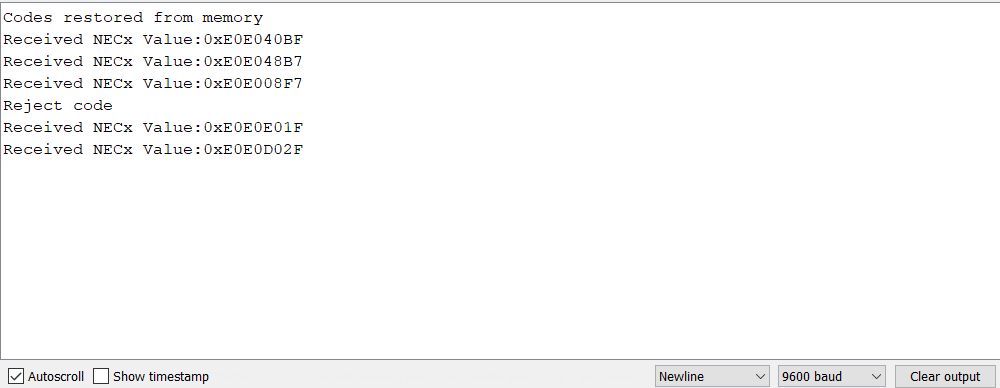 Codes restored from memory
Received NECx Value:0xE0E040BF
Received NECx Value:0xE0E048B7
Received NECx Value:0xE0E008F7
Reject code
Received NECx Value:0xE0E0E01F
Received NECx Value:0xE0E0D02F
Autoscroll Show timestamp Newline 9600 baud Clear output